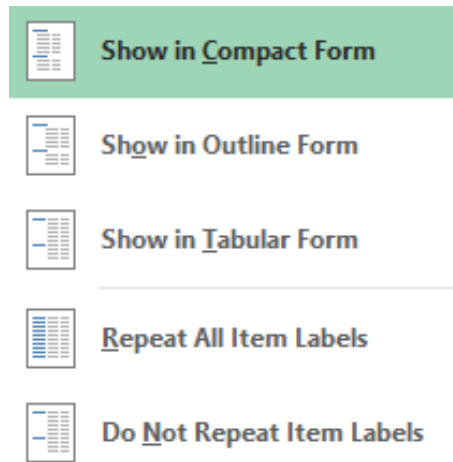 Show in Compact Form
Show in Outline Form
Show in Tabular Form
Repeat All Item Labels
Do Not Repeat Item Labels